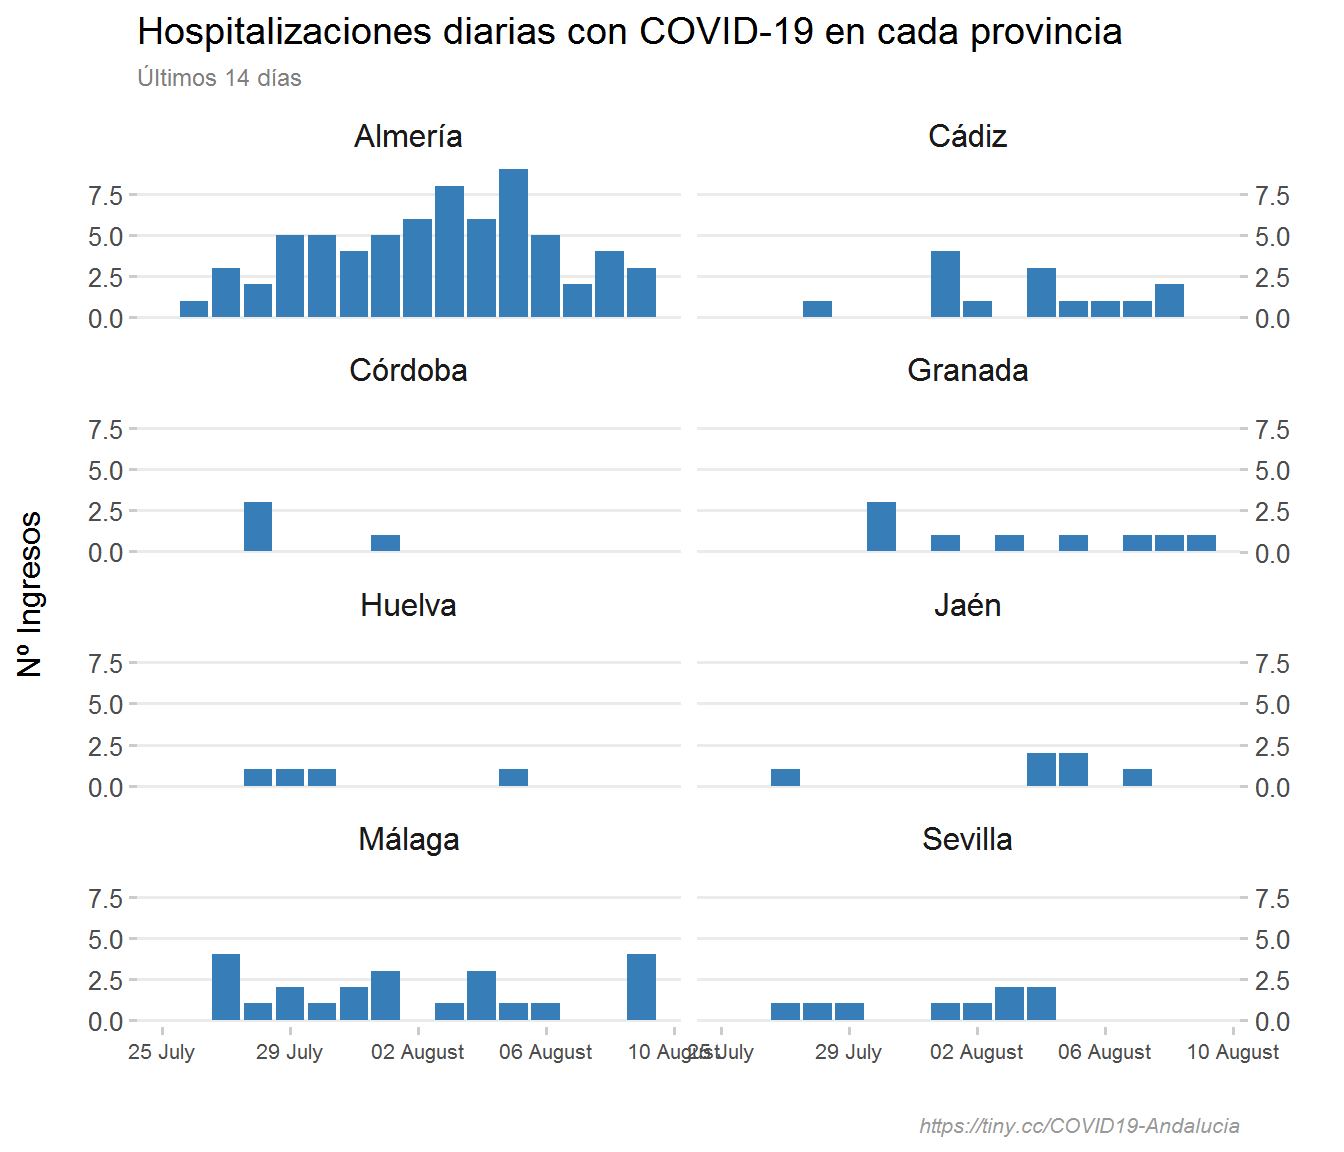 Hospitalizaciones diarias con COVID-19 en cada provincia
Últimos 14 días
Almería
Cádiz
7.5
5.0
2.5
0.0
7.5
5.0
2.5
0.0
Córdoba
Granada
7.5
5.0
2.5
0.0
7.5
5.0
2.5
0.0
Nº Ingresos
Huelva
Jaén
7.5
5.0
2.5
0.0
7.5
5.0
2.5
0.0
Málaga
Sevilla
7.5
5.0
2.5
0.0
7.5
5.0
2.5
0.0
25 July 29 July 02 August 06 August 10 August
25 July 29 July 02 August 06 August 10 August
https://tiny.cc/COVID19-Andalucia